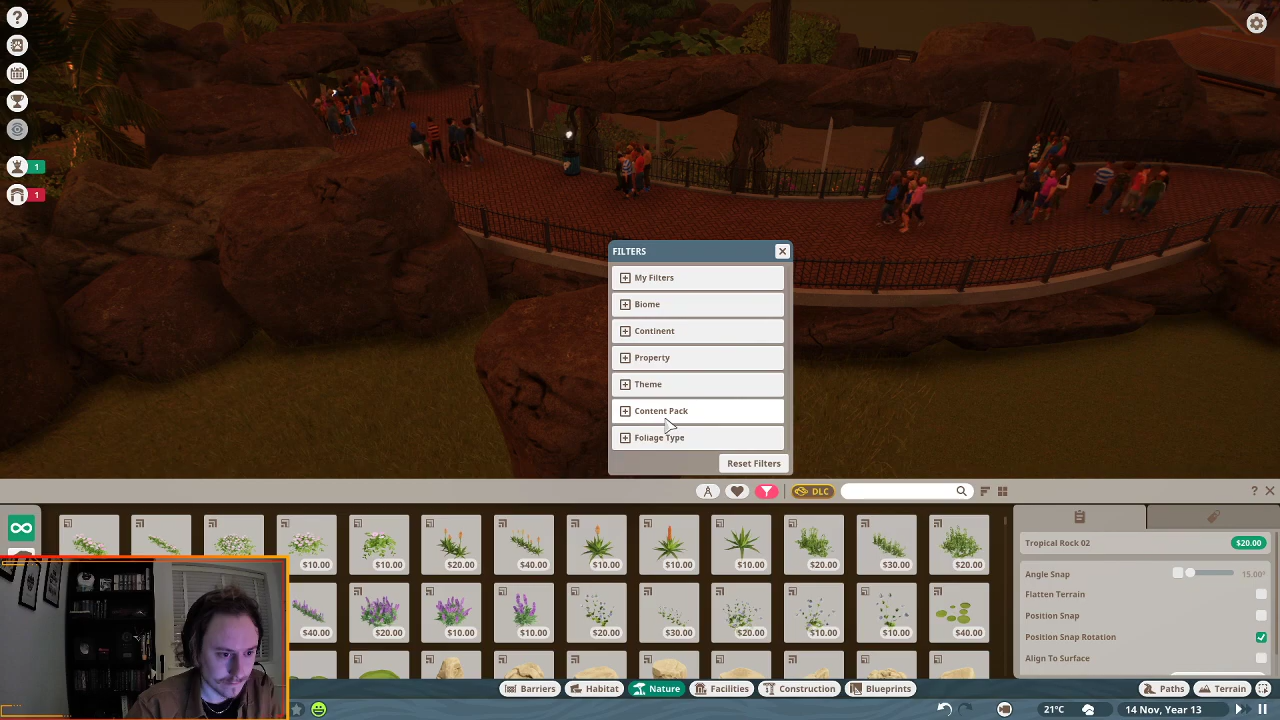 ?
1
1
FILTERS
My Filters
Biome
Continent
Property
Theme
Content Pack
Foliage Type
Reset Filters
DLC
?
$10.00 $10.00 $20.00 $40.00 $10.00 $10.00 $10.00 $20.00 $30.00 $20.00
$40.00 $20.00 $10.00 $10.00 $20.00 $30.00 $20.00 $10.00 $10.00 $40.00
Tropical Rock 02 $20.00
Angle Snap 15.00°
Flatten Terrain
Position Snap
Position Snap Rotation
Align To Surface
Barriers Habitat Nature Facilities Construction Blueprints Paths Terrain
21°C 14 Nov, Year 13